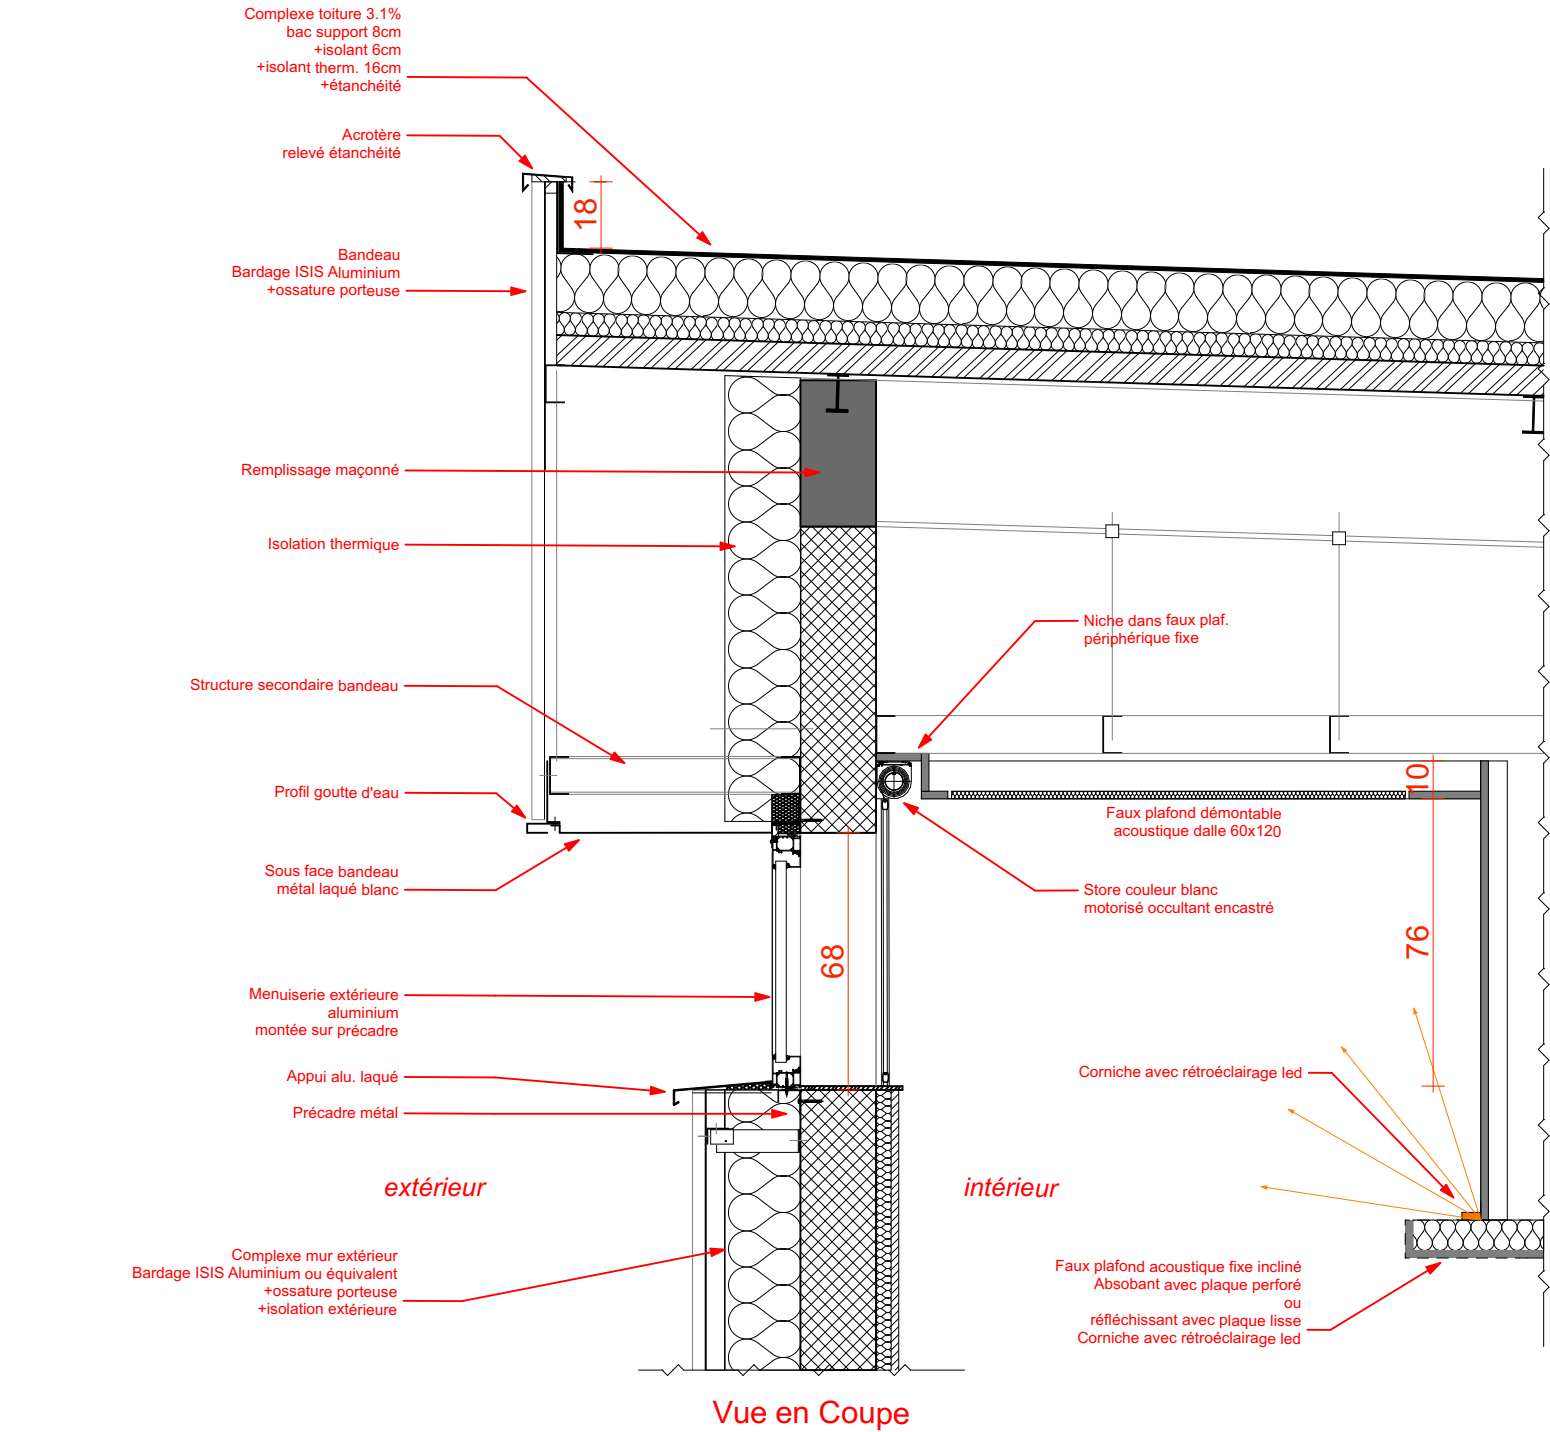 Complexe toiture 3.1%
bac support 8cm
+isolant 6cm
+isolant therm. 16cm
+étanchéité
Acrotère
relevé étanchéité
18
Bandeau
Bardage ISIS Aluminium
+ossature porteuse
Remplissage maçonné
Isolation thermique
Niche dans faux plaf.
périphérique fixe
Structure secondaire bandeau
Profil goutte d'eau
10
Faux plafond démontable
acoustique dalle 60x120
Sous face bandeau
métal laqué blanc
Store couleur blanc
motorisé occultant encastré
68
76
Menuiserie extérieure
aluminium
montée sur précadre
Appui alu. laqué
Corniche avec rétroéclairage led
Précadre métal
extérieur
intérieur
Complexe mur extérieur
Bardage ISIS Aluminium ou équivalent
+ossature porteuse
+isolation extérieure
Faux plafond acoustique fixe incliné
Absobant avec plaque perforé
ou
réfléchissant avec plaque lisse
Corniche avec rétroéclairage led
Vue en Coupe